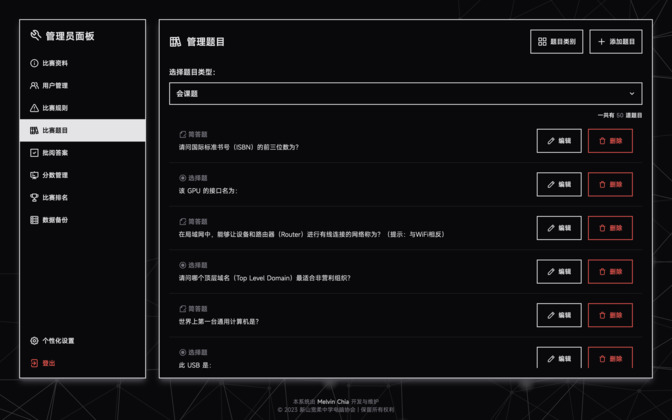 管理员面板
比赛资料
用户管理
比赛规则
比赛题目
批阅答案
分数管理
比赛排名
数据备份
个性化设置
登出
管理题目
题目类别
添加题目
选择题目类型:
会课题
一共有 50 道题目
简答题
请问国际标准书号（ISBN）的前三位数为？
编辑
删除
选择题
该 GPU 的接口名为:
编辑
删除
简答题
在局域网中，能够让设备和路由器（Router）进行有线连接的网络称为？（提示：与WiFi相反）
编辑
删除
选择题
请问哪个顶层域名（Top Level Domain）最适合非营利组织？
编辑
删除
简答题
世界上第一台通用计算机是？
编辑
删除
选择题
此 USB 是:
编辑
删除
本系统由 Melvin Chia 开发与维护
© 2023 新山宽柔中学电脑协会 | 保留所有权利